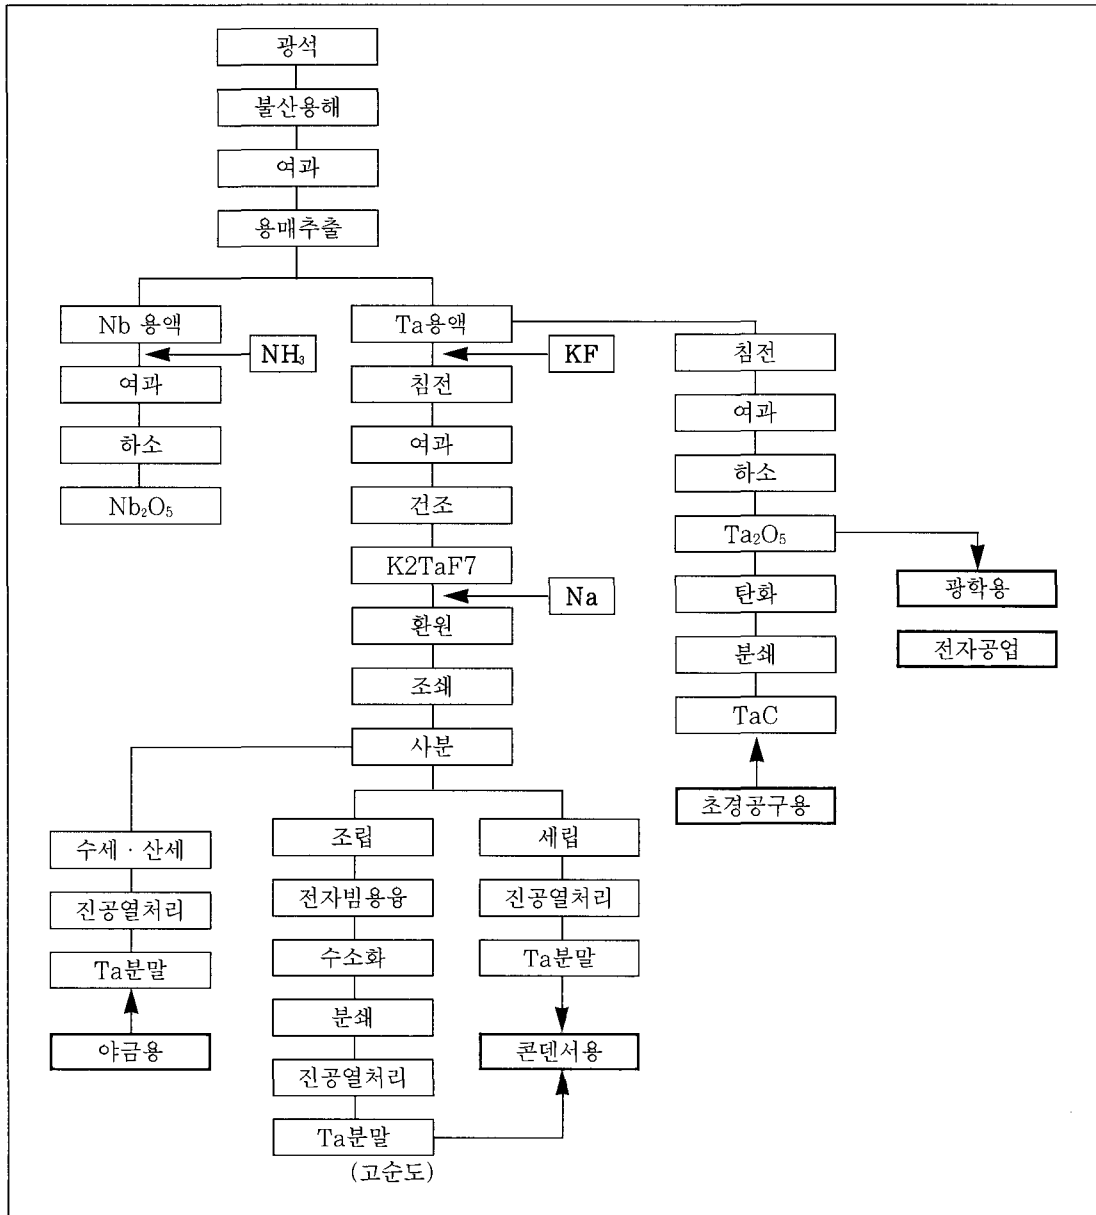 광석
불산용해
여과
용매추출
Nb 용액
NH₃
여과
하소
Nb₂O₅
Ta용액
KF
침전
여과
건조
K2TaF7
Na
환원
조쇄
사분
침전
여과
하소
Ta₂O₅
탄화
분쇄
TaC
초경공구용
광학용
전자공업
수세 · 산세
진공열처리
Ta분말
야금용
조립
전자빔용융
수소화
분쇄
진공열처리
Ta분말
(고순도)
세립
진공열처리
Ta분말
콘덴서용